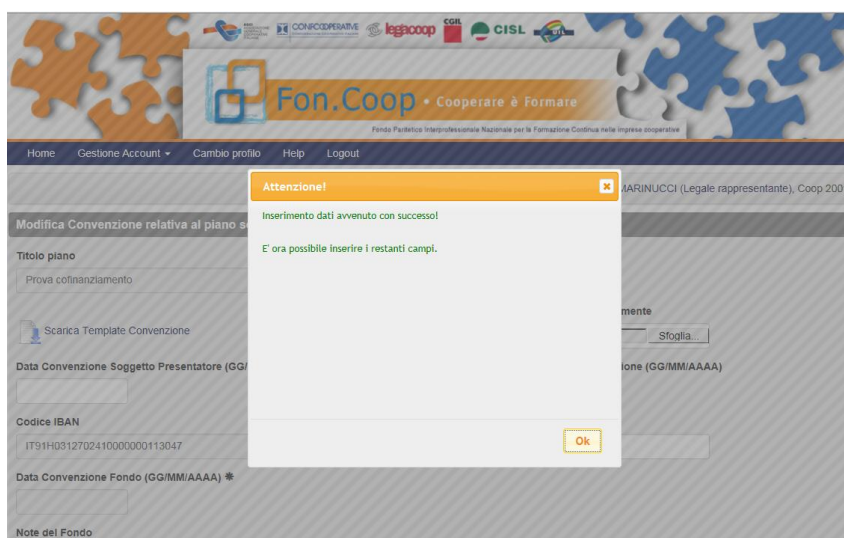 CONFCOOPERATIVE
legacoop
CGIL
CISL
UIL
Fon.Coop • Cooperare è Formare
Fondo Paritetico Interprofessionale Nazionale per la Formazione Continua nelle imprese cooperative
Home Gestione Account Cambio profilo Help Logout
Attenzione!
MARINUCCI (Legale rappresentante), Coop 200
Inserimento dati avvenuto con successo!
Modifica Convenzione relativa al piano s
E' ora possibile inserire i restanti campi.
Titolo piano
Prova cofinanziamento
mente
Scarica Template Convenzione
Sfoglia...
Data Convenzione Soggetto Presentatore (GG/
ione (GG/MM/AAAA)
Codice IBAN
IT91H0312702410000000113047
Ok
Data Convenzione Fondo (GG/MM/AAAA) *
Note del Fondo